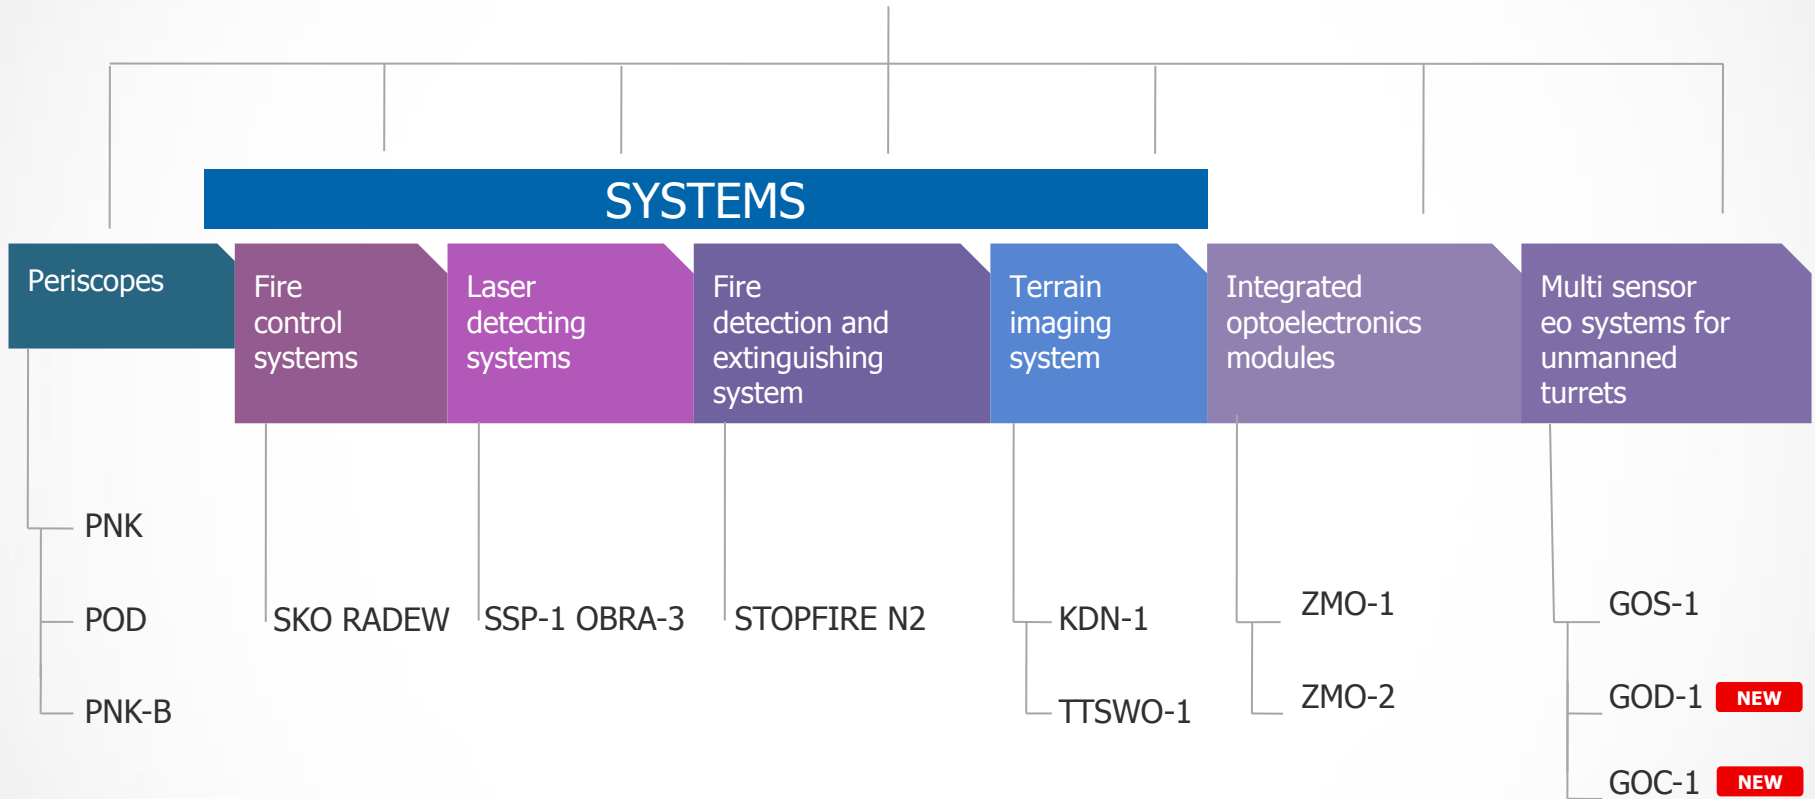 SYSTEMS
Periscopes
Fire
control
systems
Laser
detecting
systems
Fire
detection and
extinguishing
system
Terrain
imaging
system
Integrated
optoelectronics
modules
Multi sensor
eo systems for
unmanned
turrets
PNK
POD
PNK-B
SKO RADEW
SSP-1 OBRA-3
STOPFIRE N2
KDN-1
TTSWO-1
ZMO-1
ZMO-2
GOS-1
GOD-1 NEW
GOC-1 NEW